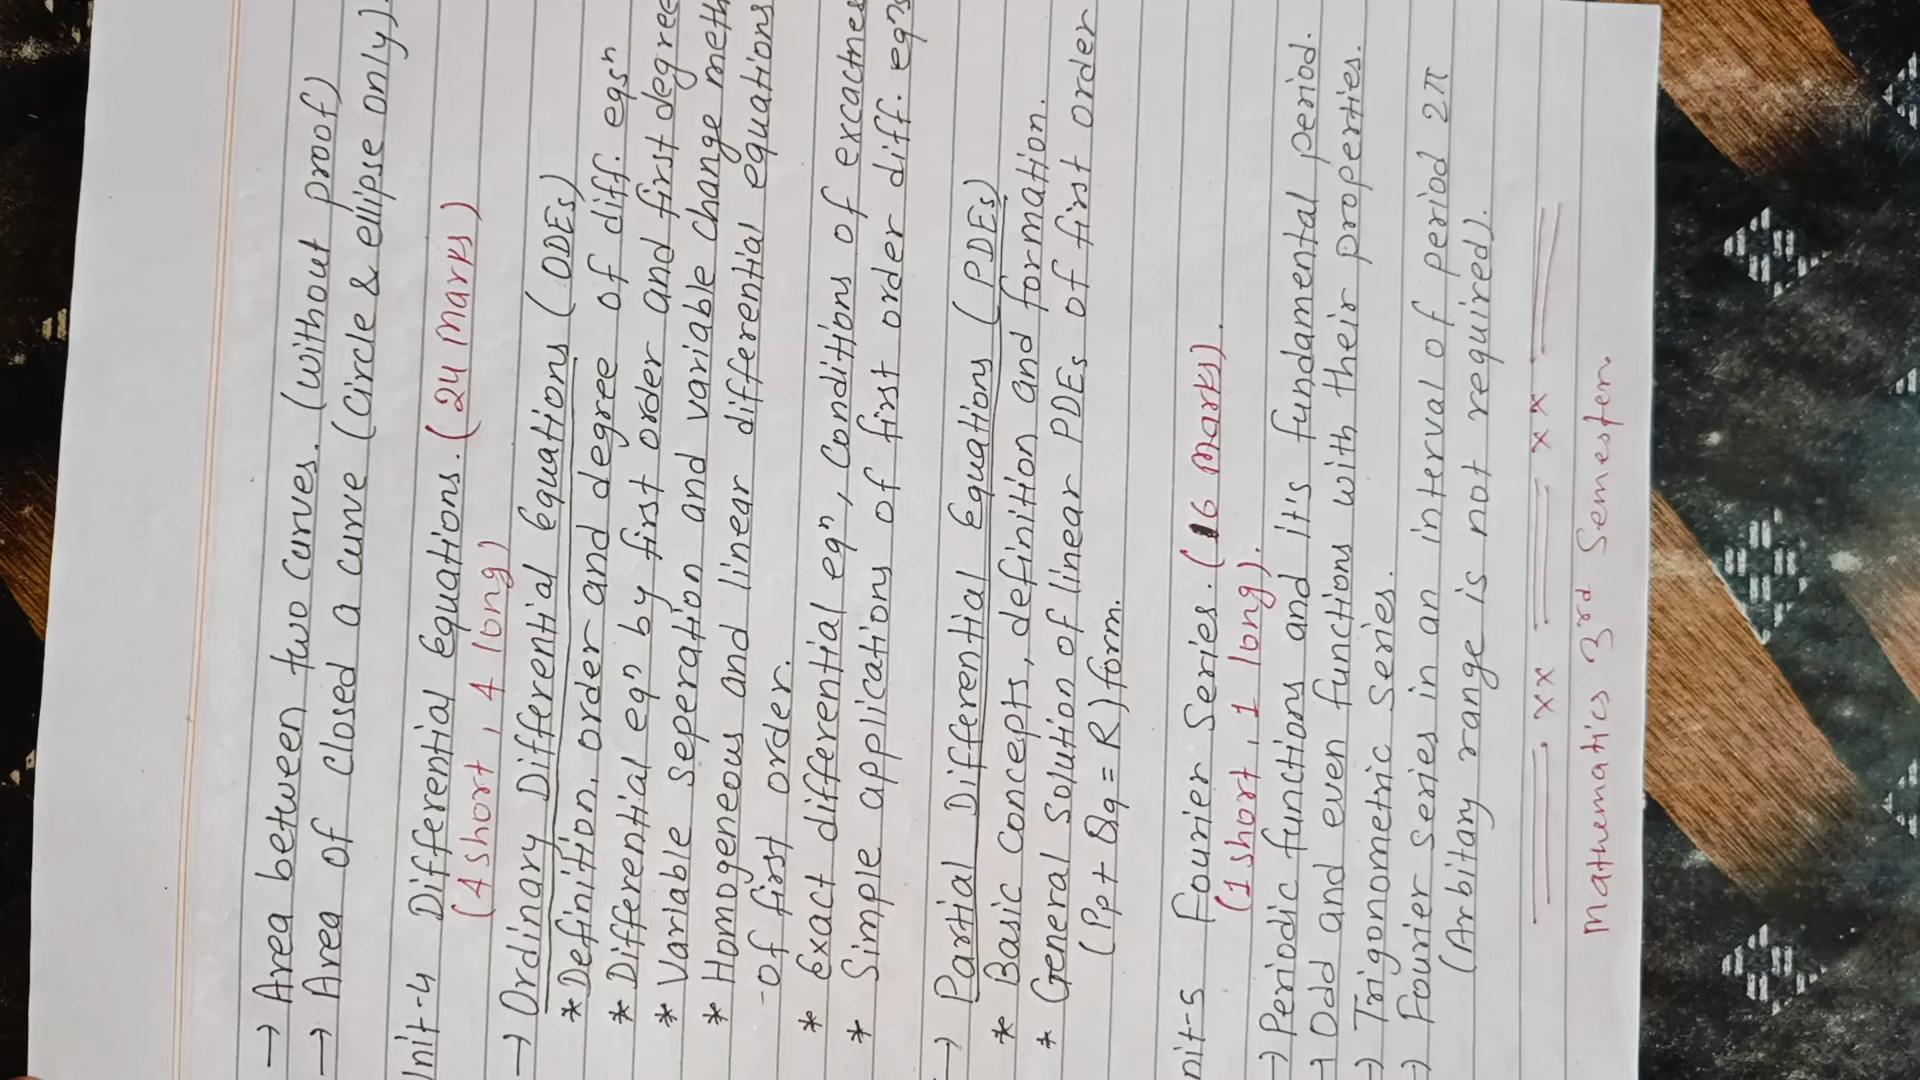 → Area between two curves. (without proof)
→ Area of closed a curve (Circle & ellipse only).
Unit-4 Differential Equations. (24 Marks)
(4 short, 4 long)
→ Ordinary Differential Equations (ODEs)
* Definition, order and degree of diff. eqsⁿ
* Differential eqⁿ by first order and first degree
* Variable seperation and variable change meth
* Homogeneous and linear differential equations
- of first order.
* Exact differential eqⁿ, conditions of excactnes
* Simple applications of first order diff. eqⁿs
→ Partial Differential Equations (PDEs)
* Basic concepts, definition and formation.
* General solution of linear PDEs of first order
(Pp + Qq = R) form.
nit-5 Fourier Series. (16 Marks).
(1 short, 1 long).
→ Periodic functions and it's fundamental period.
→ Odd and even functions with their properties.
→ Trigonometric Series.
→ Fourier series in an interval of period 2π
(Arbitary range is not required).
xx xx
Mathematics 3rd Semester.